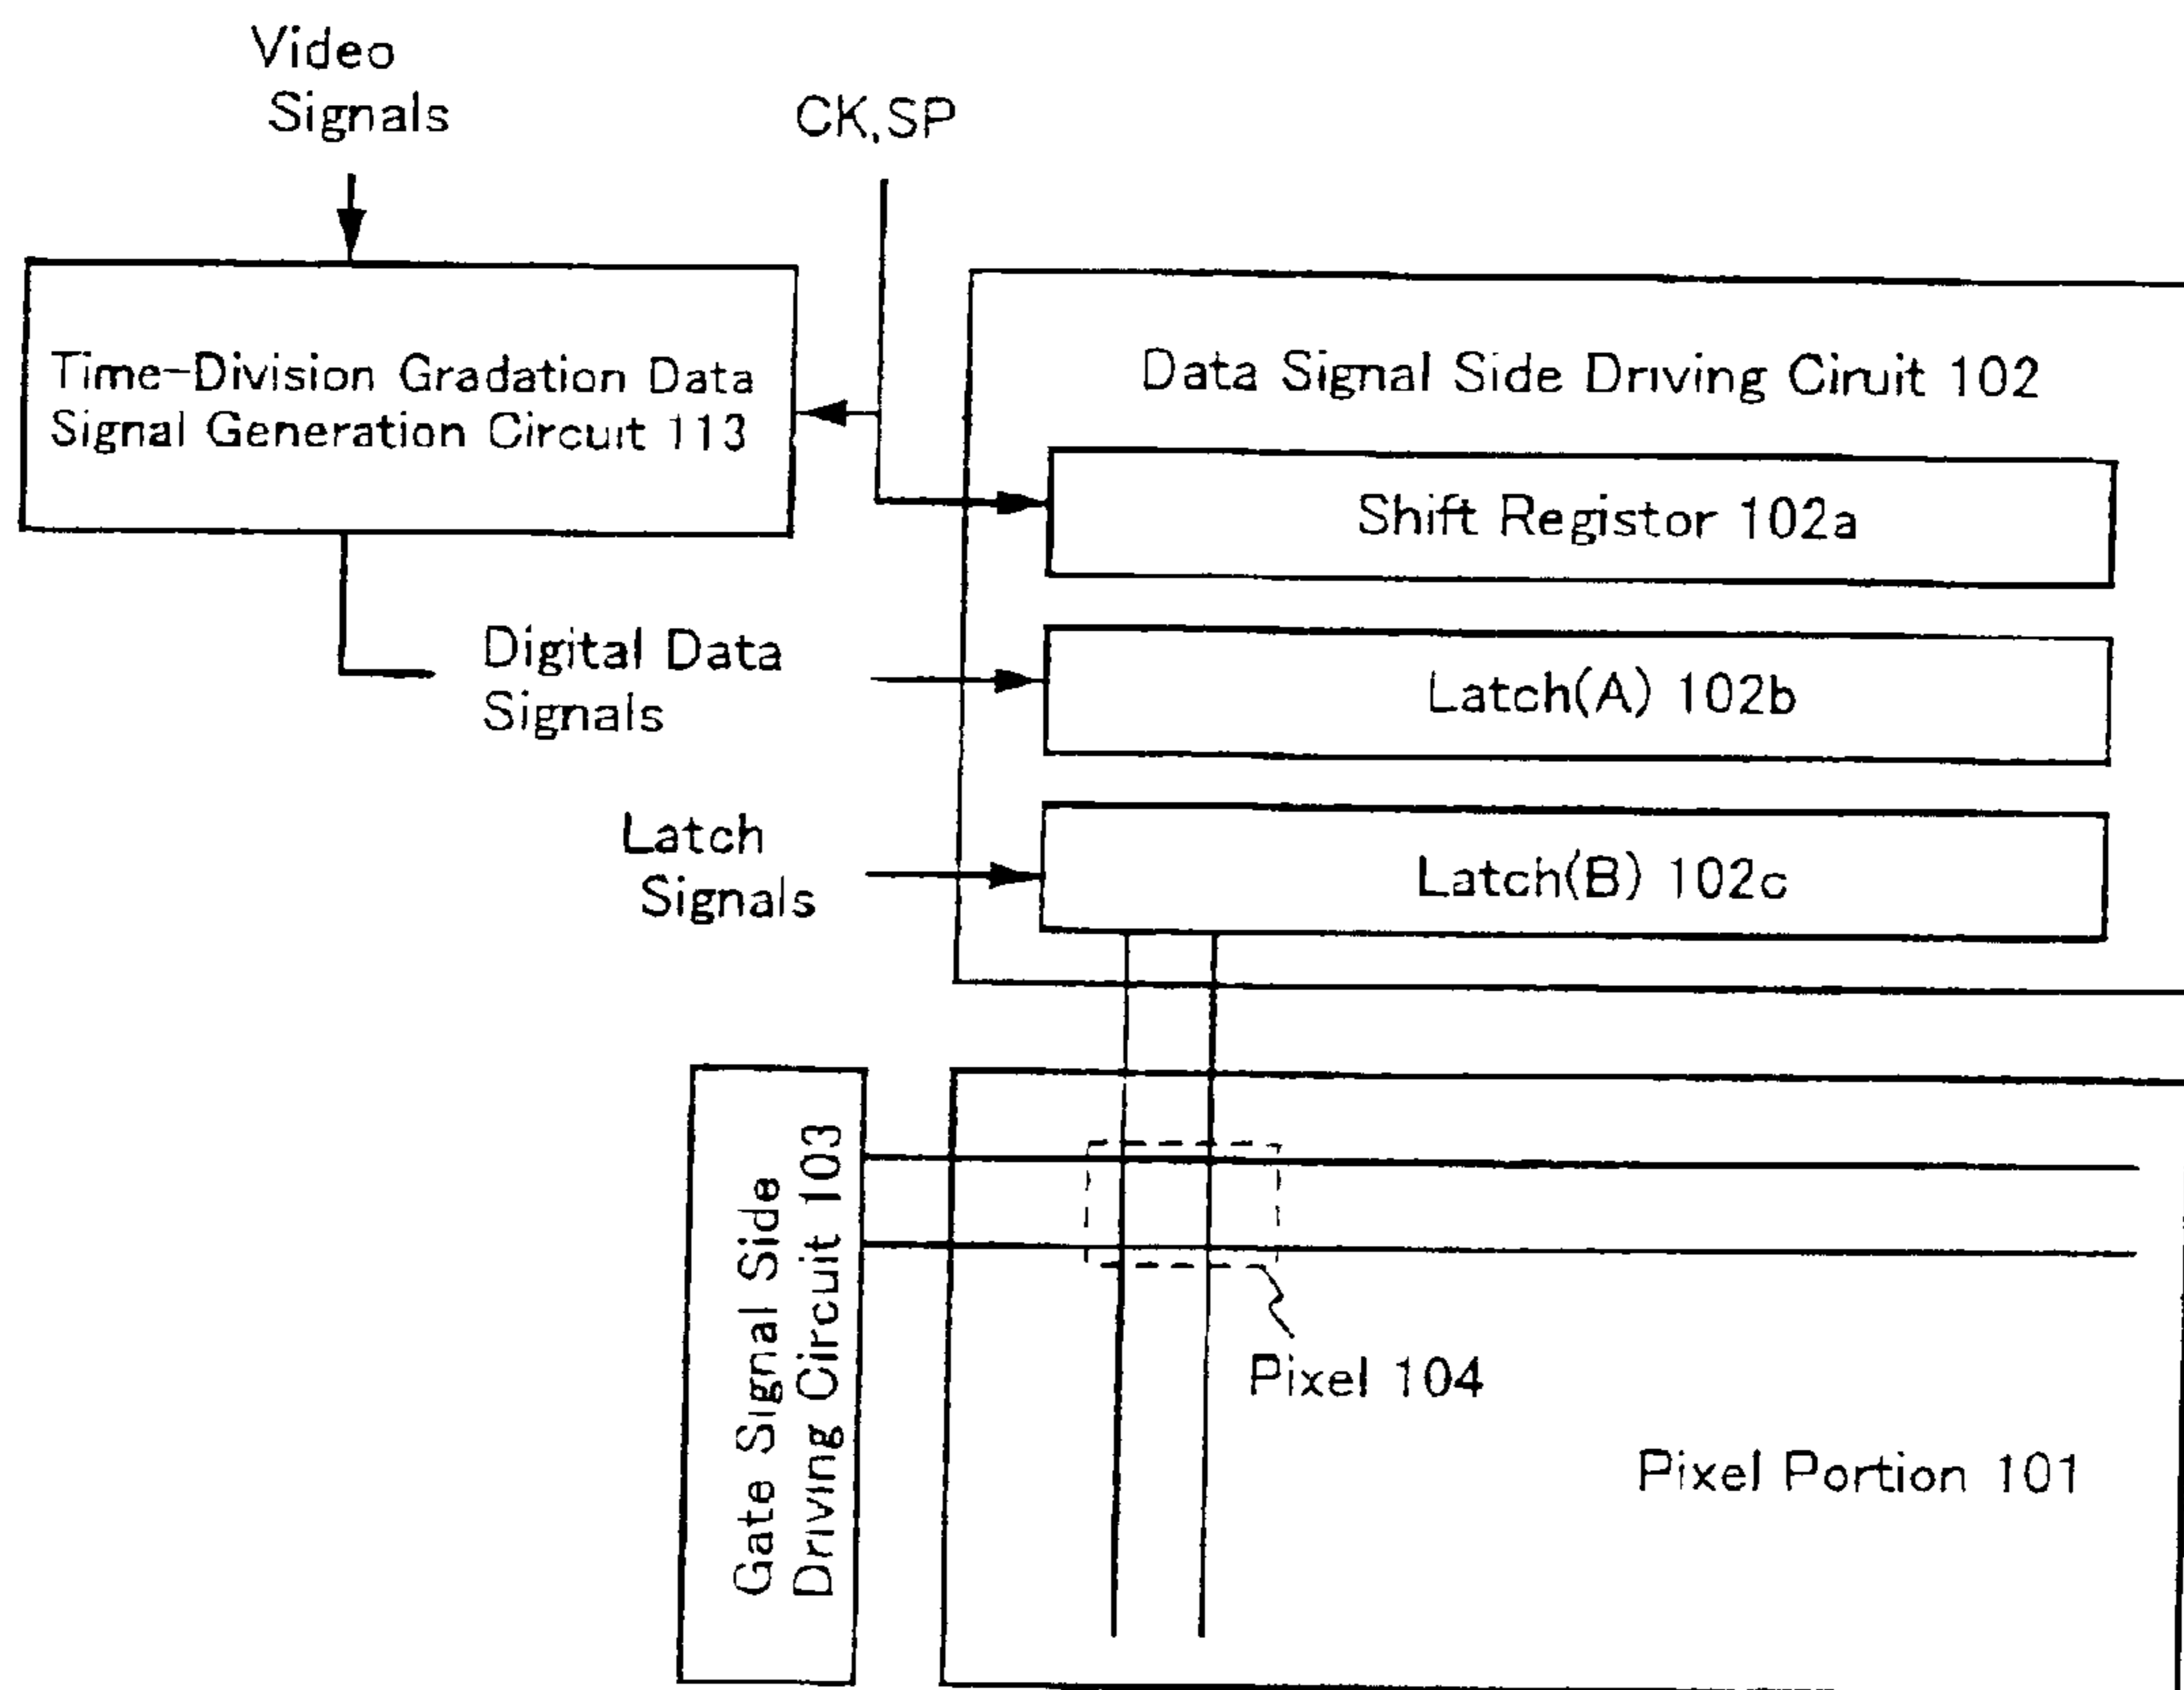 Video
Signals
CK,SP
Time-Division Gradation Data
Signal Generation Circuit 113
Data Signal Side Driving Ciruit 102
Shift Registor 102a
Digital Data
Signals
Latch(A) 102b
Latch
Signals
Latch(B) 102c
Gate Signal Side
Driving Circuit 103
Pixel 104
Pixel Portion 101